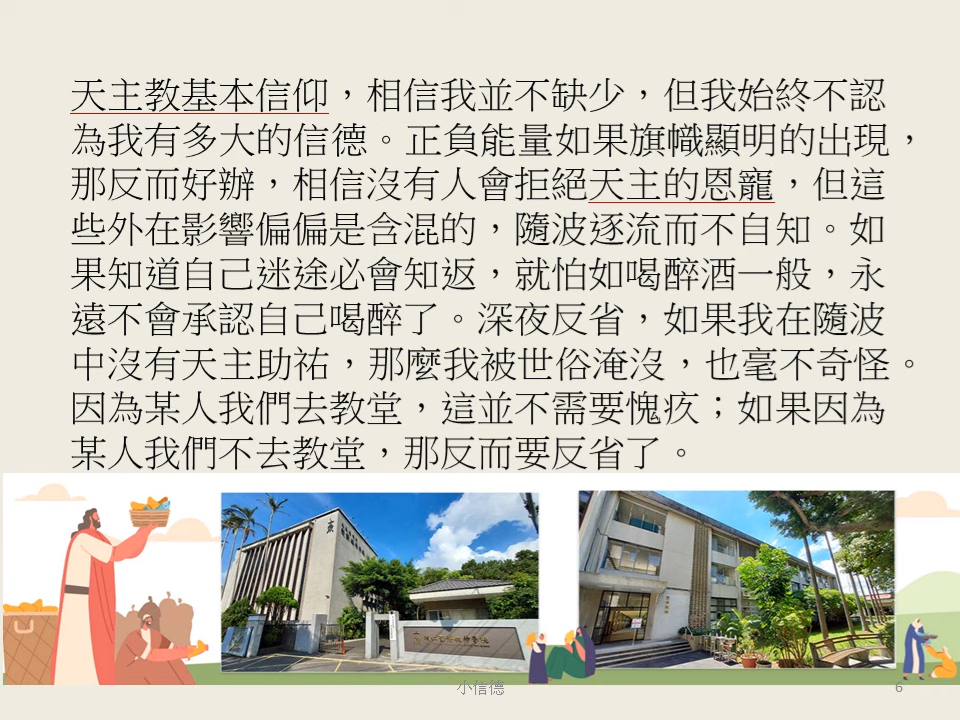 天主教基本信仰，相信我並不缺少，但我始終不認
為我有多大的信德。正負能量如果旗幟顯明的出現，
那反而好辦，相信沒有人會拒絕天主的恩寵，但這
些外在影響偏偏是含混的，隨波逐流而不自知。如
果知道自己迷途必會知返，就怕如喝醉酒一般，永
遠不會承認自己喝醉了。深夜反省，如果我在隨波
中沒有天主助祐，那麼我被世俗淹沒，也毫不奇怪。
因為某人我們去教堂，這並不需要愧疚；如果因為
某人我們不去教堂，那反而要反省了。
小信德
6